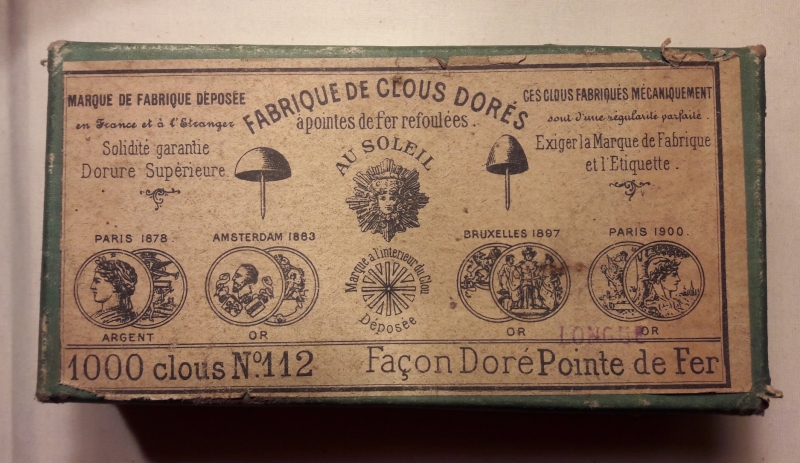 MARQUE DE FABRIQUE DÉPOSÉE
en France et à l'Etranger
Solidité garantie
Dorure Supérieure
FABRIQUE DE CLOUS DORÉS
à pointes de fer refoulées.
AU SOLEIL
CES CLOUS FABRIQUÉS MÉCANIQUEMENT
sont d'une régularité parfaite.
Exiger la Marque de Fabrique
et l'Etiquette.
PARIS 1878.
ARGENT
AMSTERDAM 1883
OR
Marque à l'intérieur du Clou
Déposée
BRUXELLES 1897
OR
PARIS 1900.
OR
LONGUE
1000 clous No. 112 Façon Doré Pointe de Fer